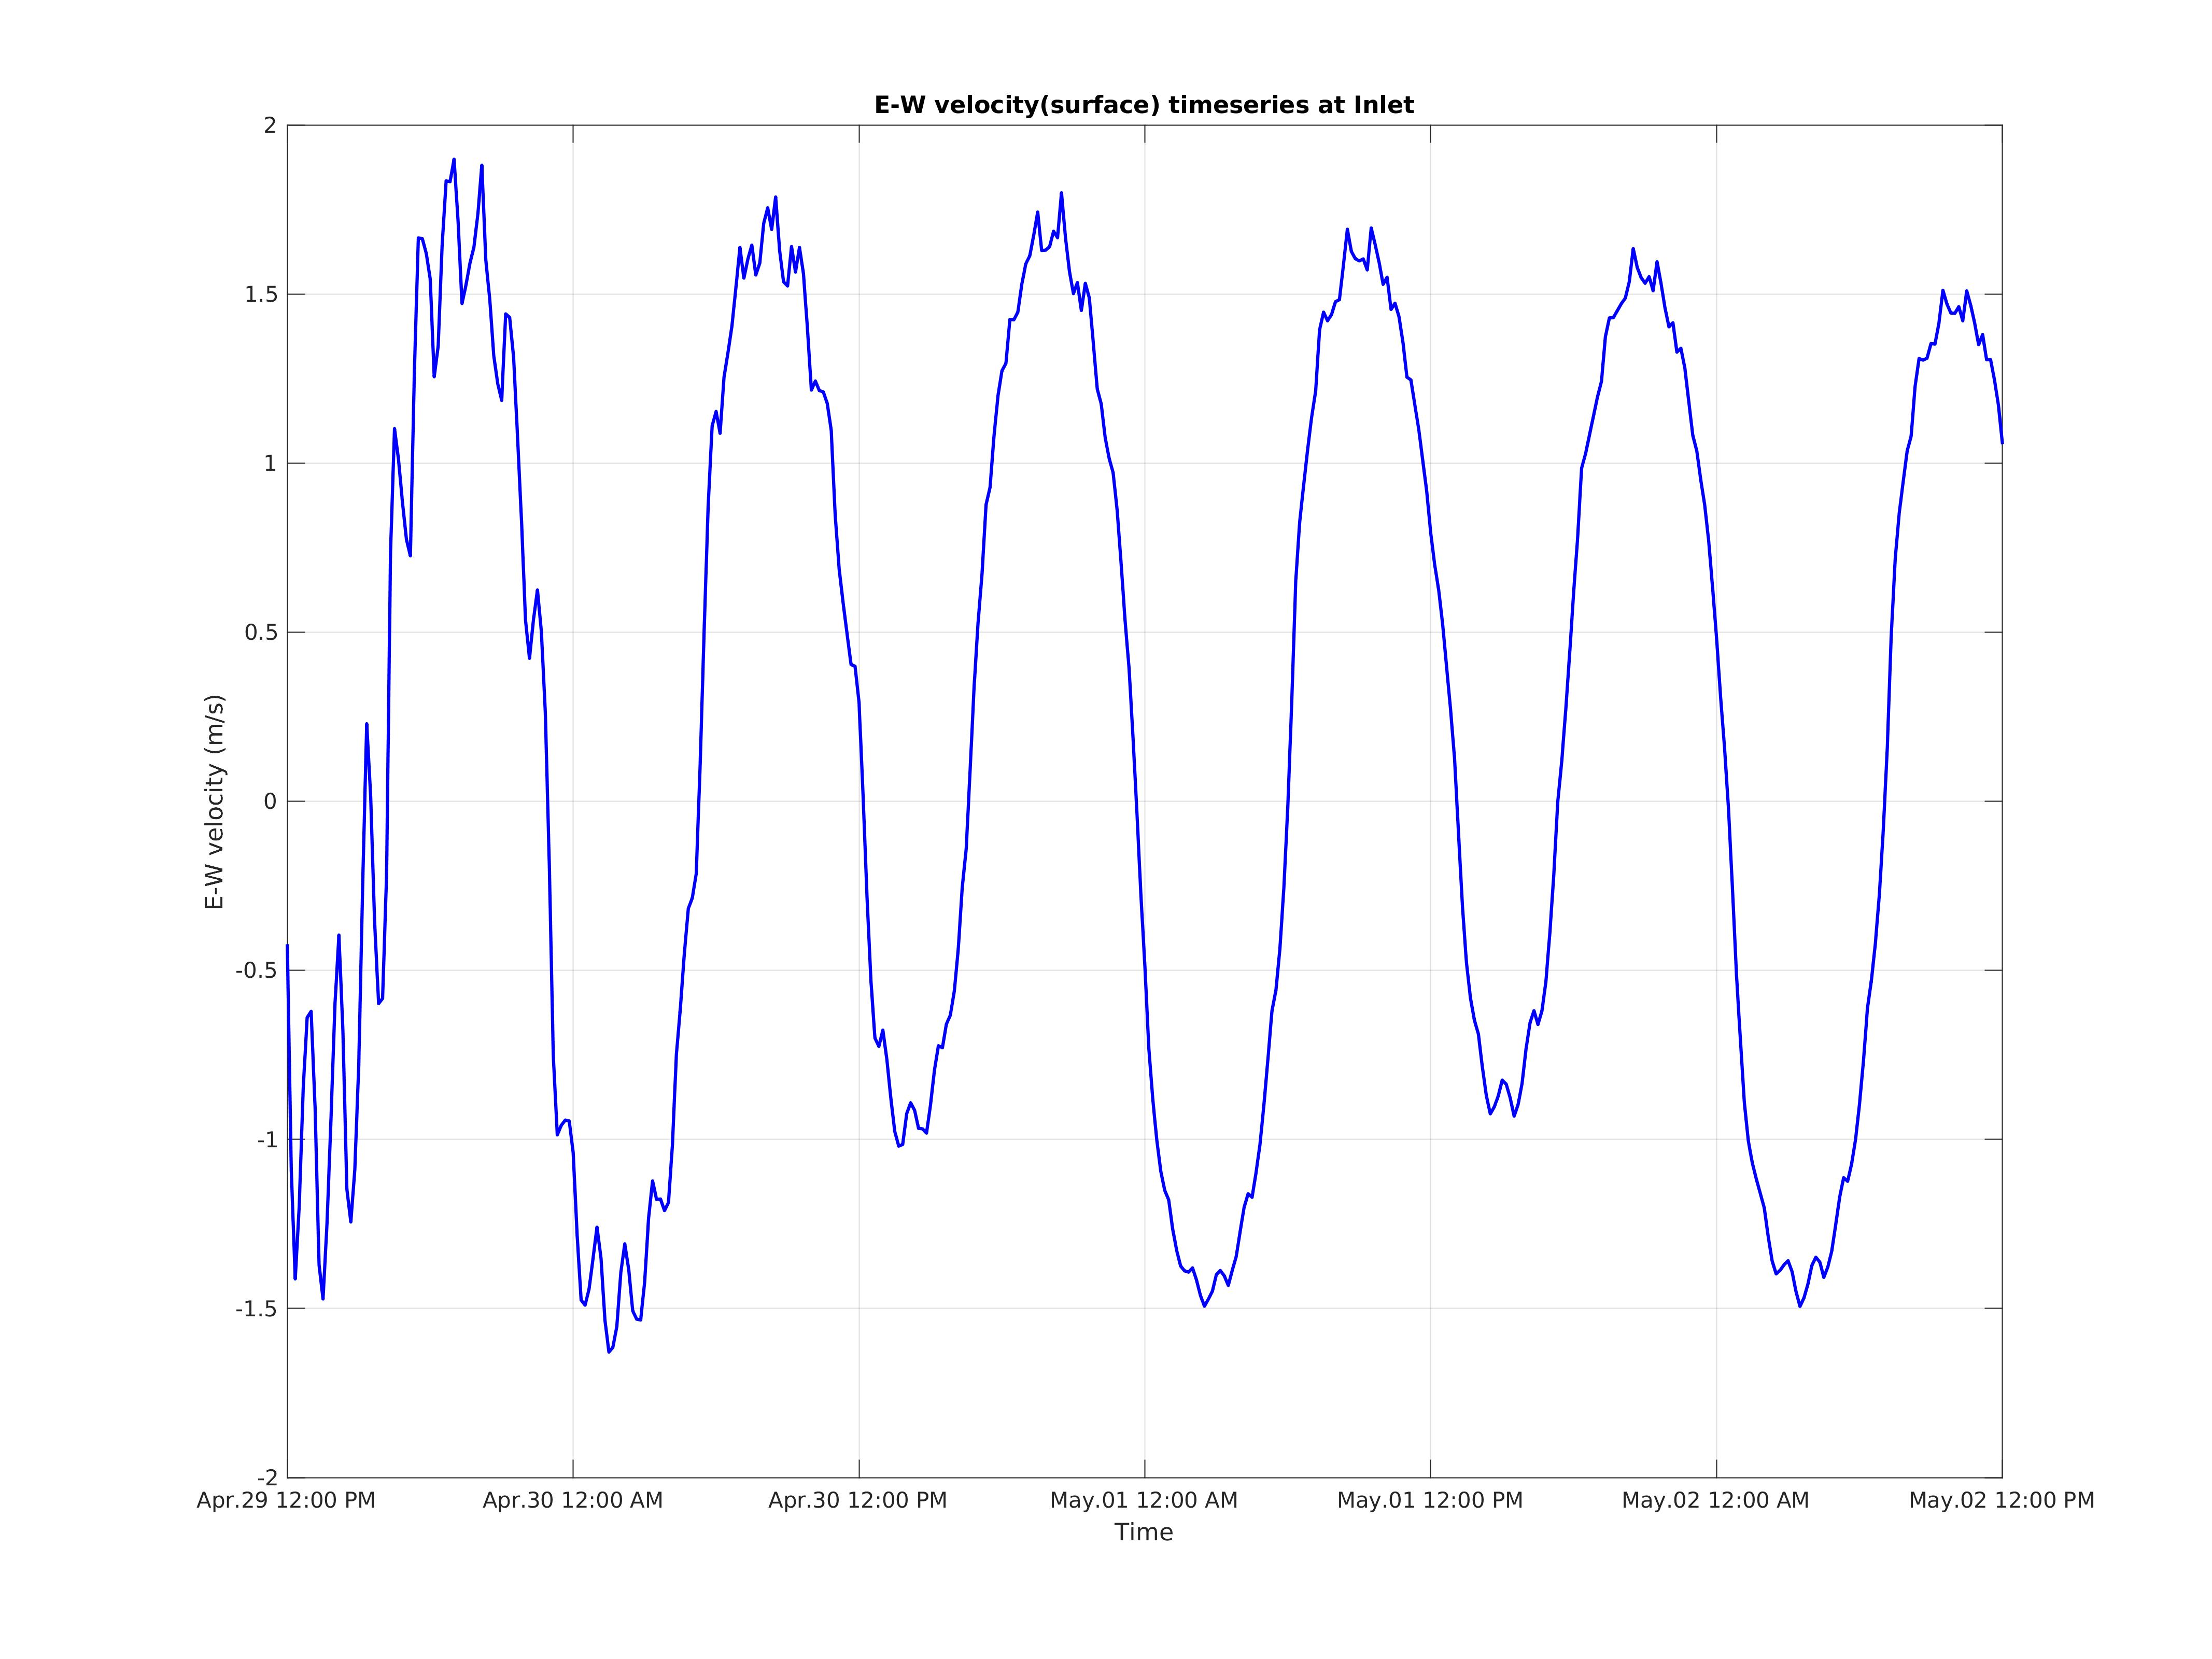 E-W velocity(surface) timeseries at Inlet
2
1.5
1
0.5
0
-0.5
-1
-1.5
-2
E-W velocity (m/s)
Apr.29 12:00 PM Apr.30 12:00 AM Apr.30 12:00 PM May.01 12:00 AM May.01 12:00 PM May.02 12:00 AM May.02 12:00 PM
Time